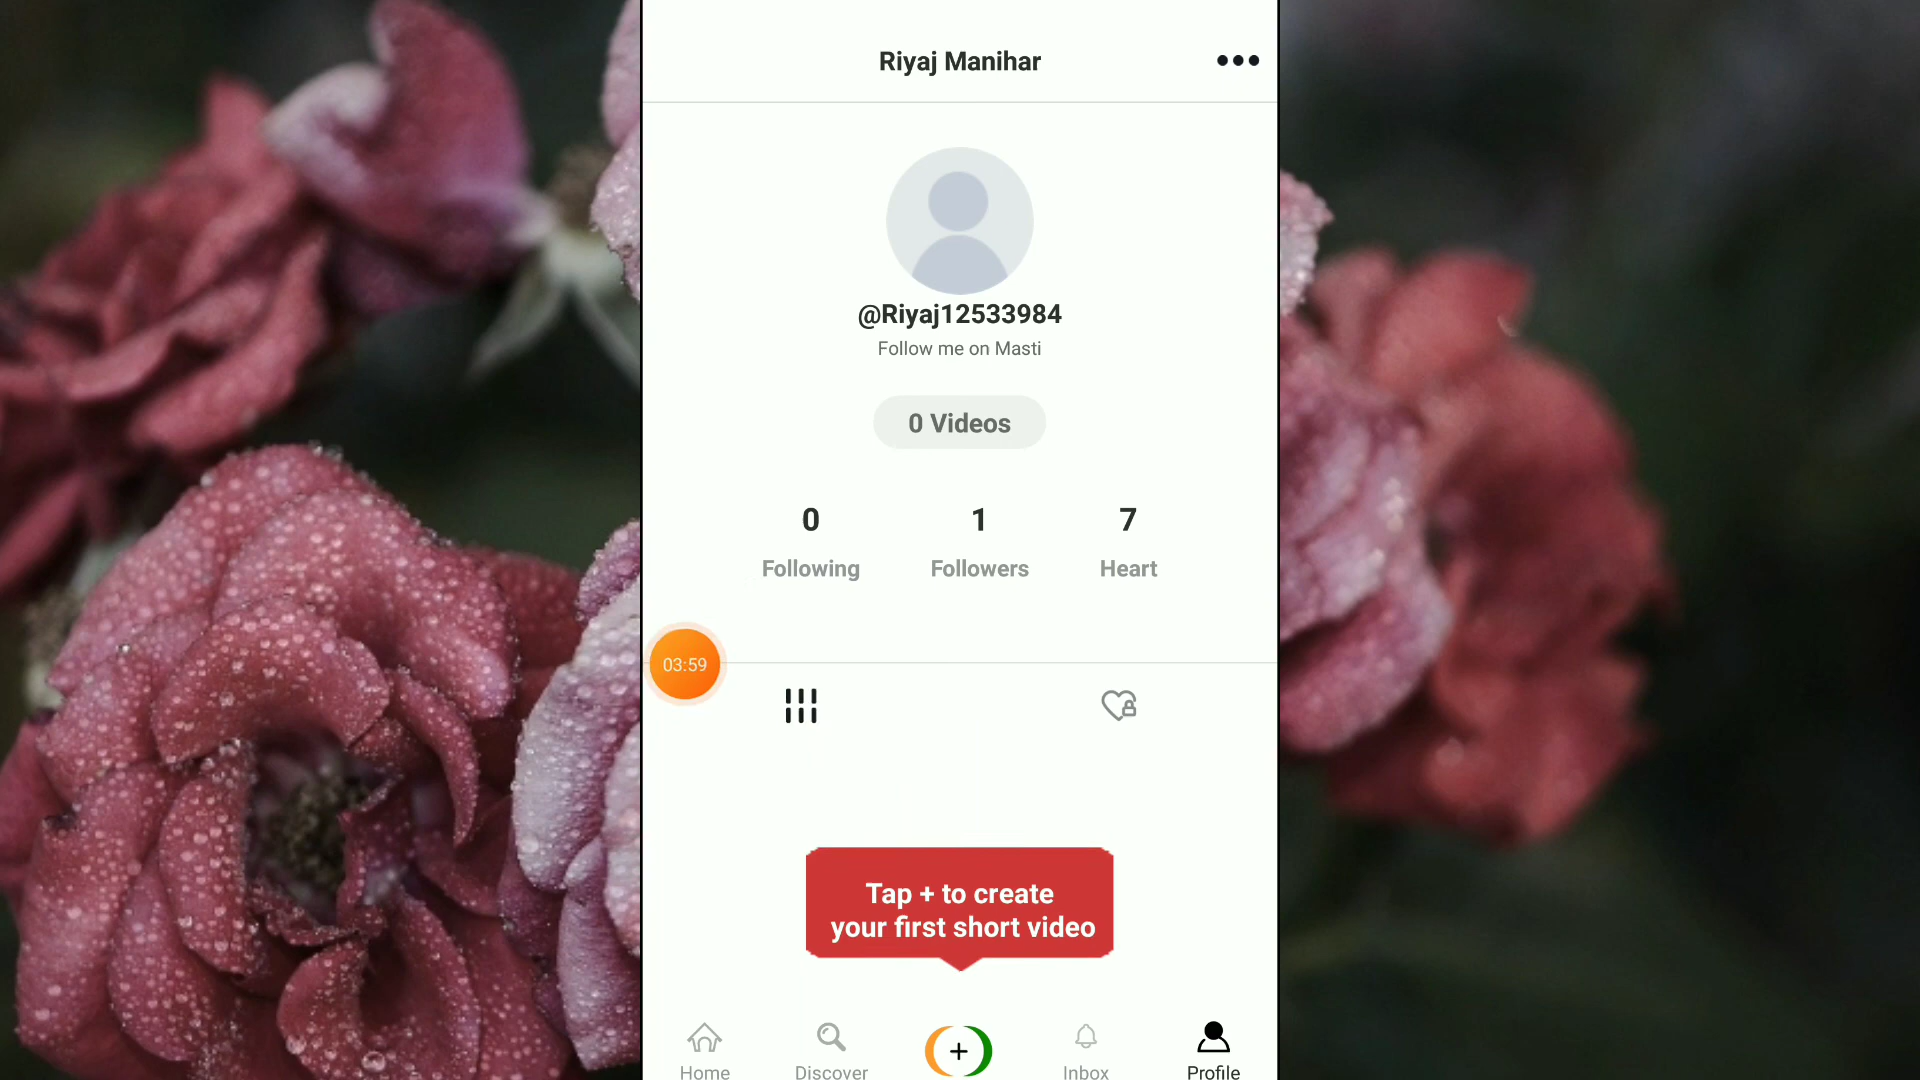 Riyaj Manihar
@Riyaj12533984
Follow me on Masti
0 Videos
0 1 7
Following Followers Heart
03:59
Tap + to create
your first short video
Home Discover Inbox Profile